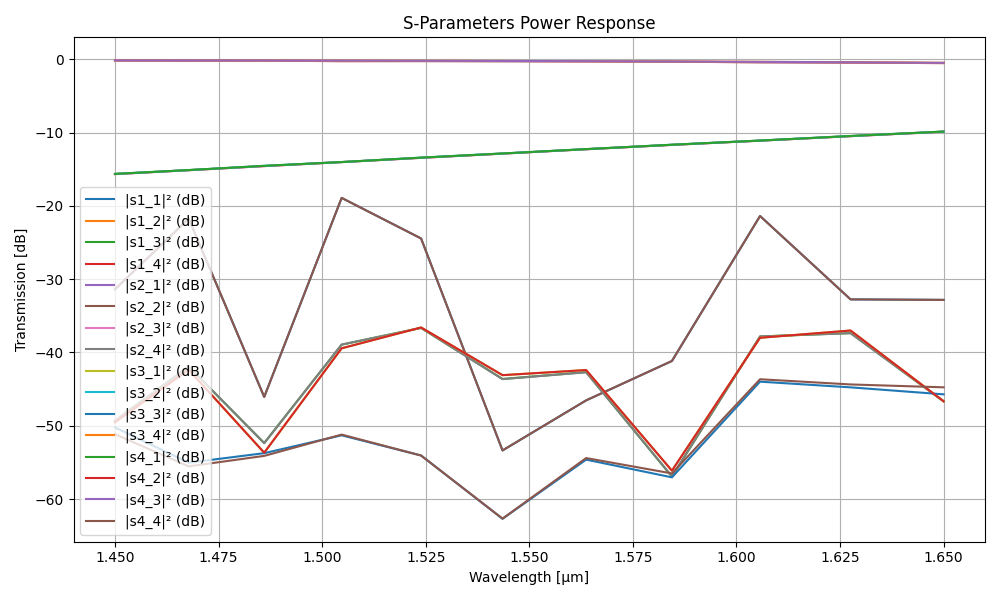 S-Parameters Power Response
Transmission [dB]
0
−10
−20
−30
−40
−50
−60
|s1_1|² (dB)
|s1_2|² (dB)
|s1_3|² (dB)
|s1_4|² (dB)
|s2_1|² (dB)
|s2_2|² (dB)
|s2_3|² (dB)
|s2_4|² (dB)
|s3_1|² (dB)
|s3_2|² (dB)
|s3_3|² (dB)
|s3_4|² (dB)
|s4_1|² (dB)
|s4_2|² (dB)
|s4_3|² (dB)
|s4_4|² (dB)
1.450 1.475 1.500 1.525 1.550 1.575 1.600 1.625 1.650
Wavelength [μm]